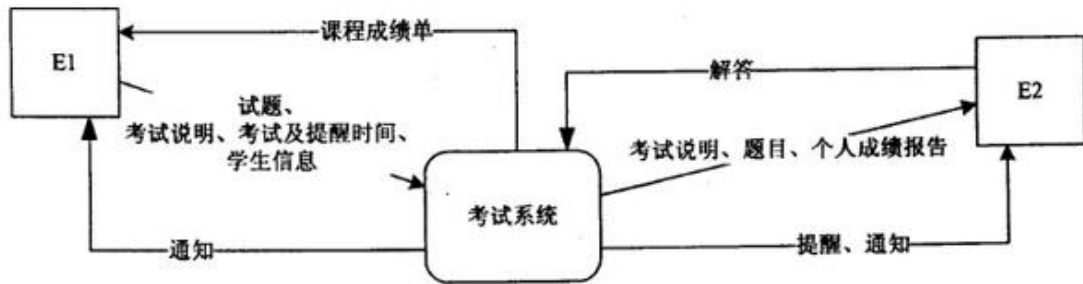 课程成绩单
E1
解答
E2
试题、
考试说明、考试及提醒时间、
学生信息
考试说明、题目、个人成绩报告
考试系统
通知
提醒、通知